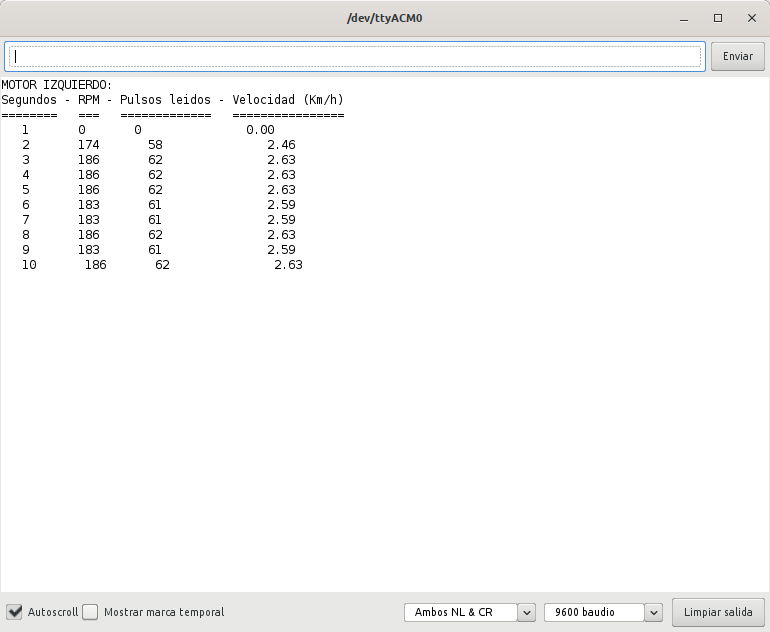 /dev/ttyACM0
Enviar
MOTOR IZQUIERDO:
Segundos - RPM - Pulsos leidos - Velocidad (Km/h)
======== === ============= ================
1 0 0 0.00
2 174 58 2.46
3 186 62 2.63
4 186 62 2.63
5 186 62 2.63
6 183 61 2.59
7 183 61 2.59
8 186 62 2.63
9 183 61 2.59
10 186 62 2.63
Autoscroll Mostrar marca temporal Ambos NL & CR 9600 baudio Limpiar salida